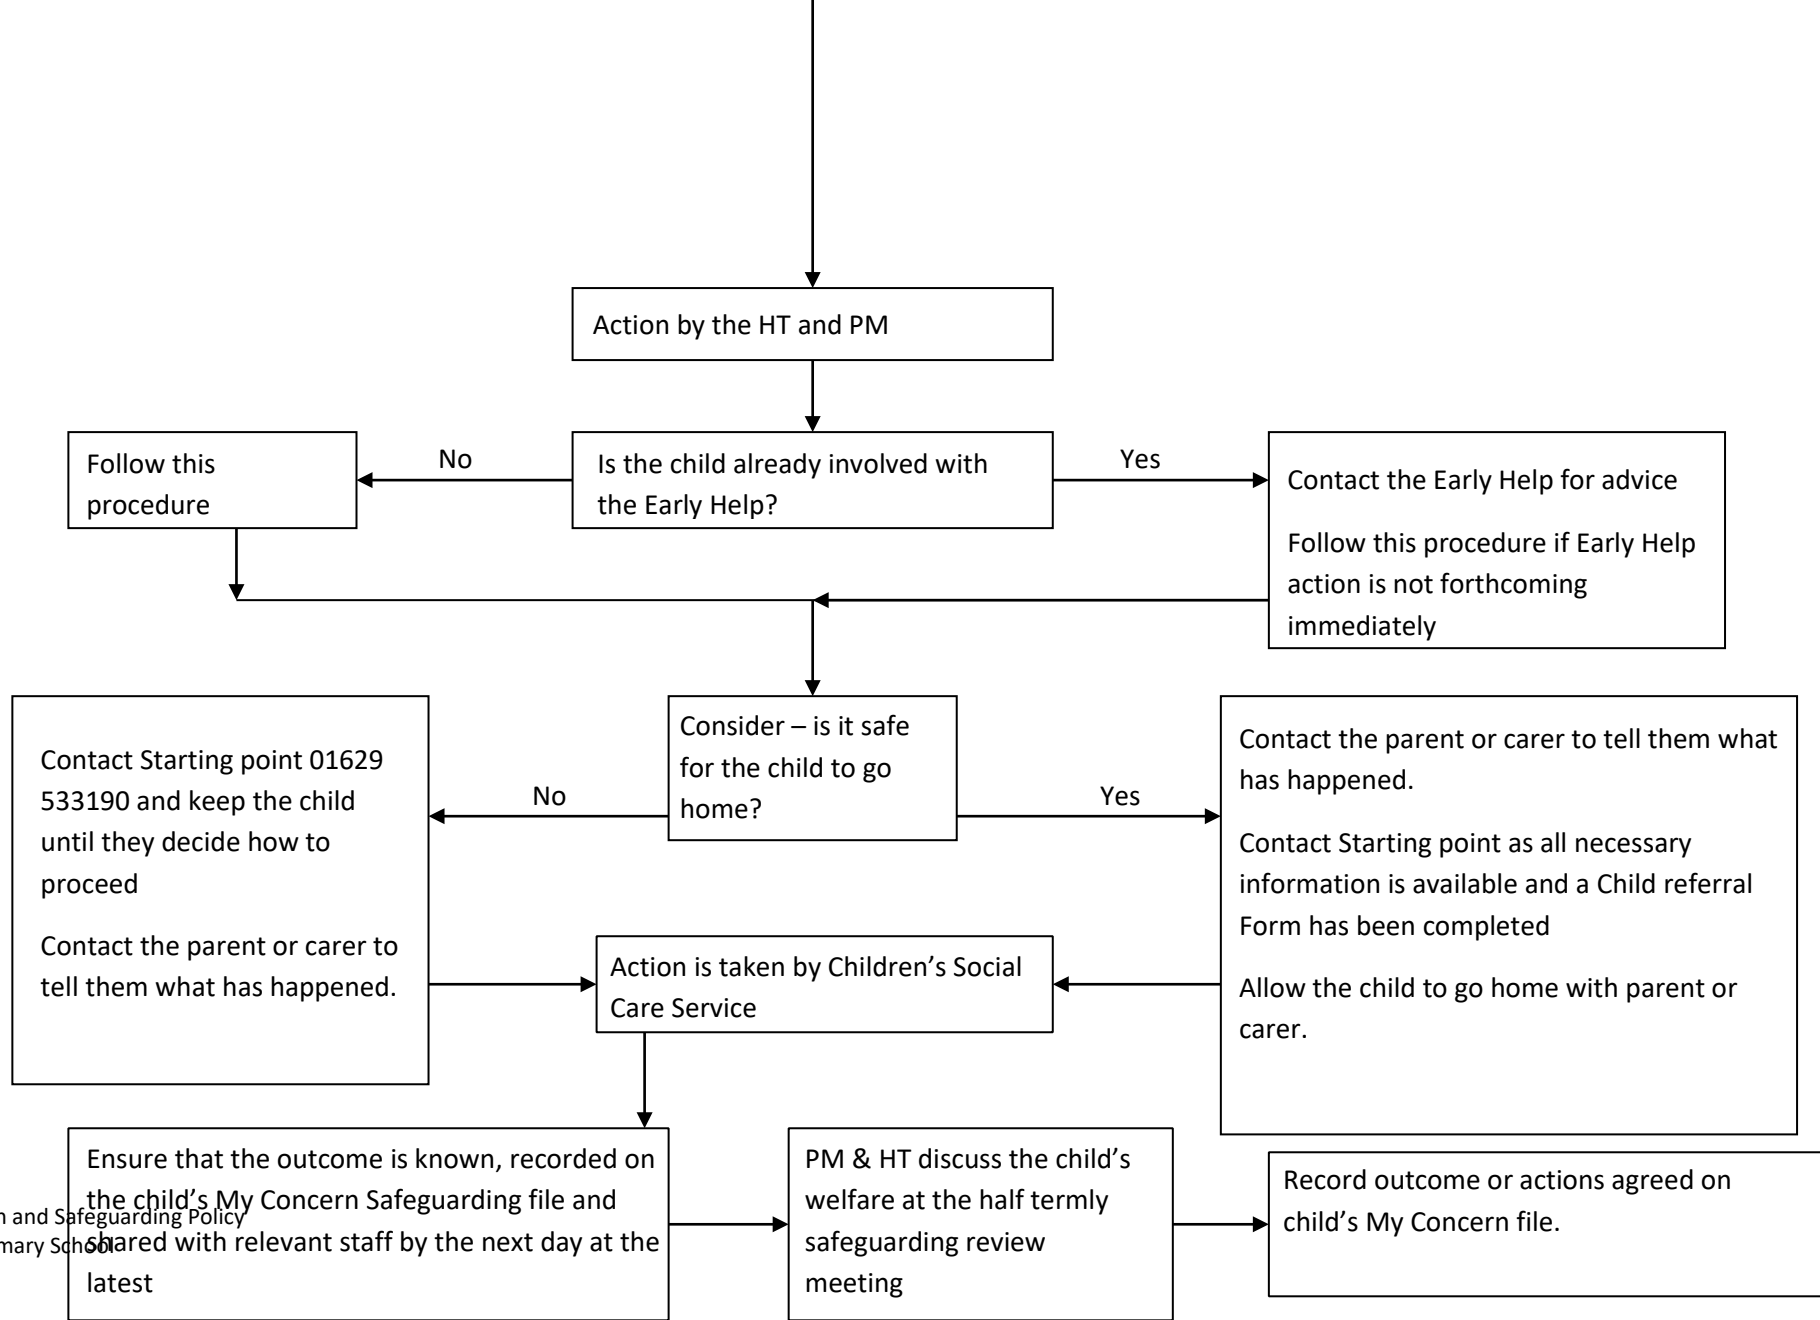 Action by the HT and PM
Follow this
procedure
No
Is the child already involved with
the Early Help?
Yes
Contact the Early Help for advice
Follow this procedure if Early Help
action is not forthcoming
immediately
Contact Starting point 01629
533190 and keep the child
until they decide how to
proceed
Contact the parent or carer to
tell them what has happened.
No
Consider – is it safe
for the child to go
home?
Yes
Contact the parent or carer to tell them what
has happened.
Contact Starting point as all necessary
information is available and a Child referral
Form has been completed
Allow the child to go home with parent or
carer.
Action is taken by Children’s Social
Care Service
Ensure that the outcome is known, recorded on
the child’s My Concern Safeguarding file and
shared with relevant staff by the next day at the
latest
PM & HT discuss the child’s
welfare at the half termly
safeguarding review
meeting
Record outcome or actions agreed on
child’s My Concern file.
and Safeguarding Policy
School